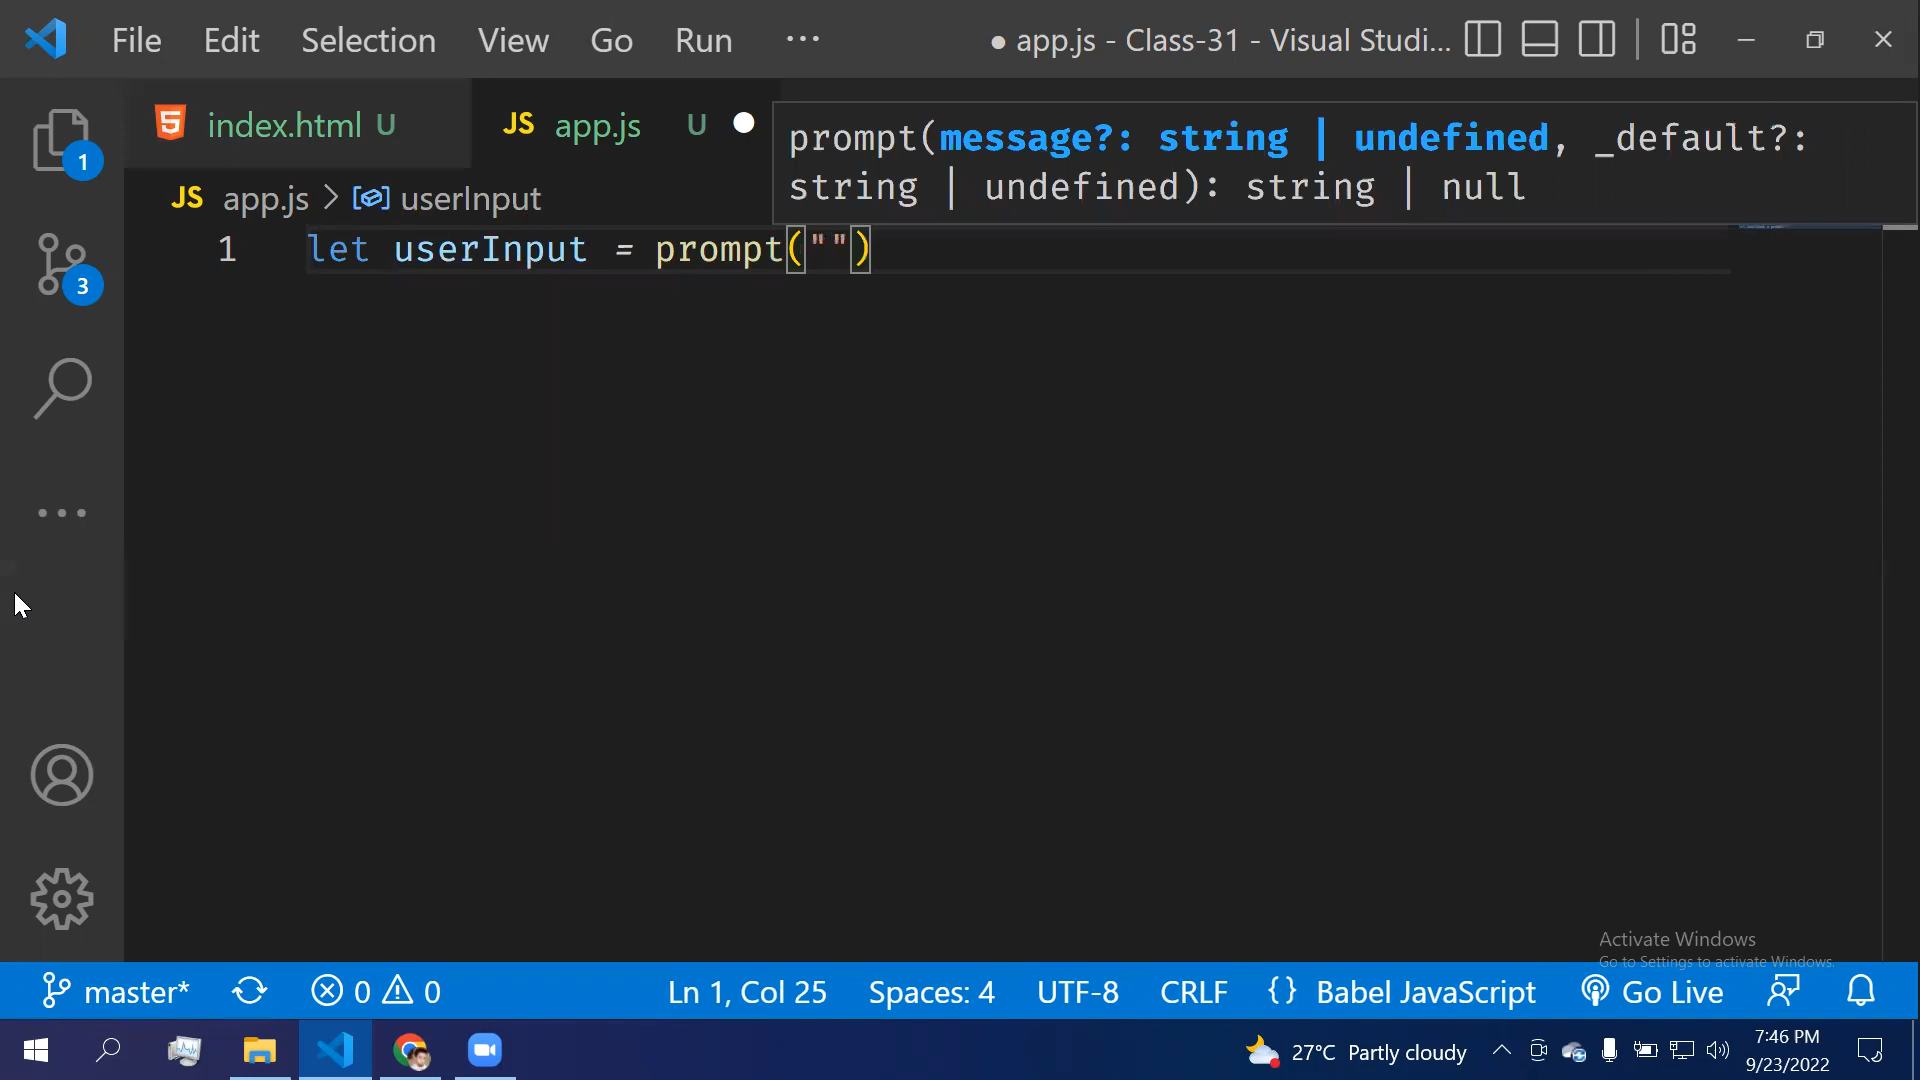 File Edit Selection View Go Run ··· ● app.js - Class-31 - Visual Studi...
index.html U JS app.js U ●
prompt(message?: string | undefined, _default?:
string | undefined): string | null
JS app.js > userInput
1 let userInput = prompt("")
1
3
Activate Windows
Go to Settings to activate Windows.
master* 0 0 Ln 1, Col 25 Spaces: 4 UTF-8 CRLF {} Babel JavaScript Go Live
27°C Partly cloudy
7:46 PM
9/23/2022